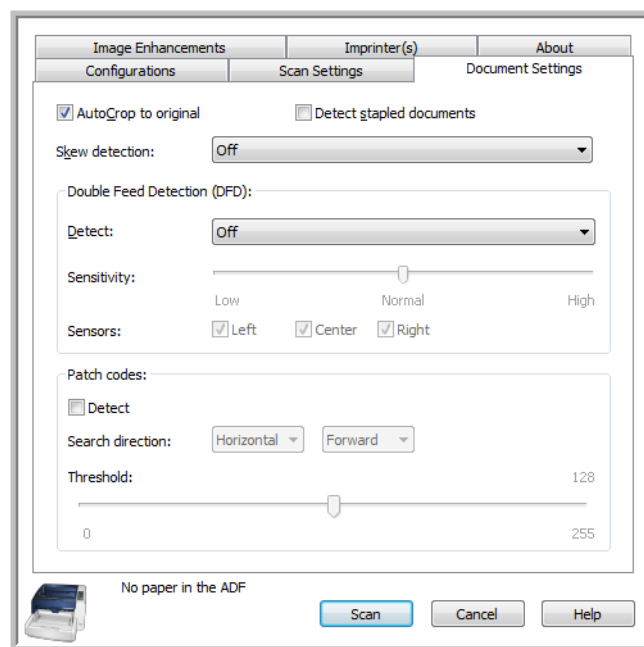 Image Enhancements Imprinter(s) About
Configurations Scan Settings Document Settings
AutoCrop to original Detect stapled documents
Skew detection: Off
Double Feed Detection (DFD):
Detect: Off
Sensitivity:
Low Normal High
Sensors: Left Center Right
Patch codes:
Detect
Search direction: Horizontal Forward
Threshold: 128
0 255
No paper in the ADF
Scan Cancel Help